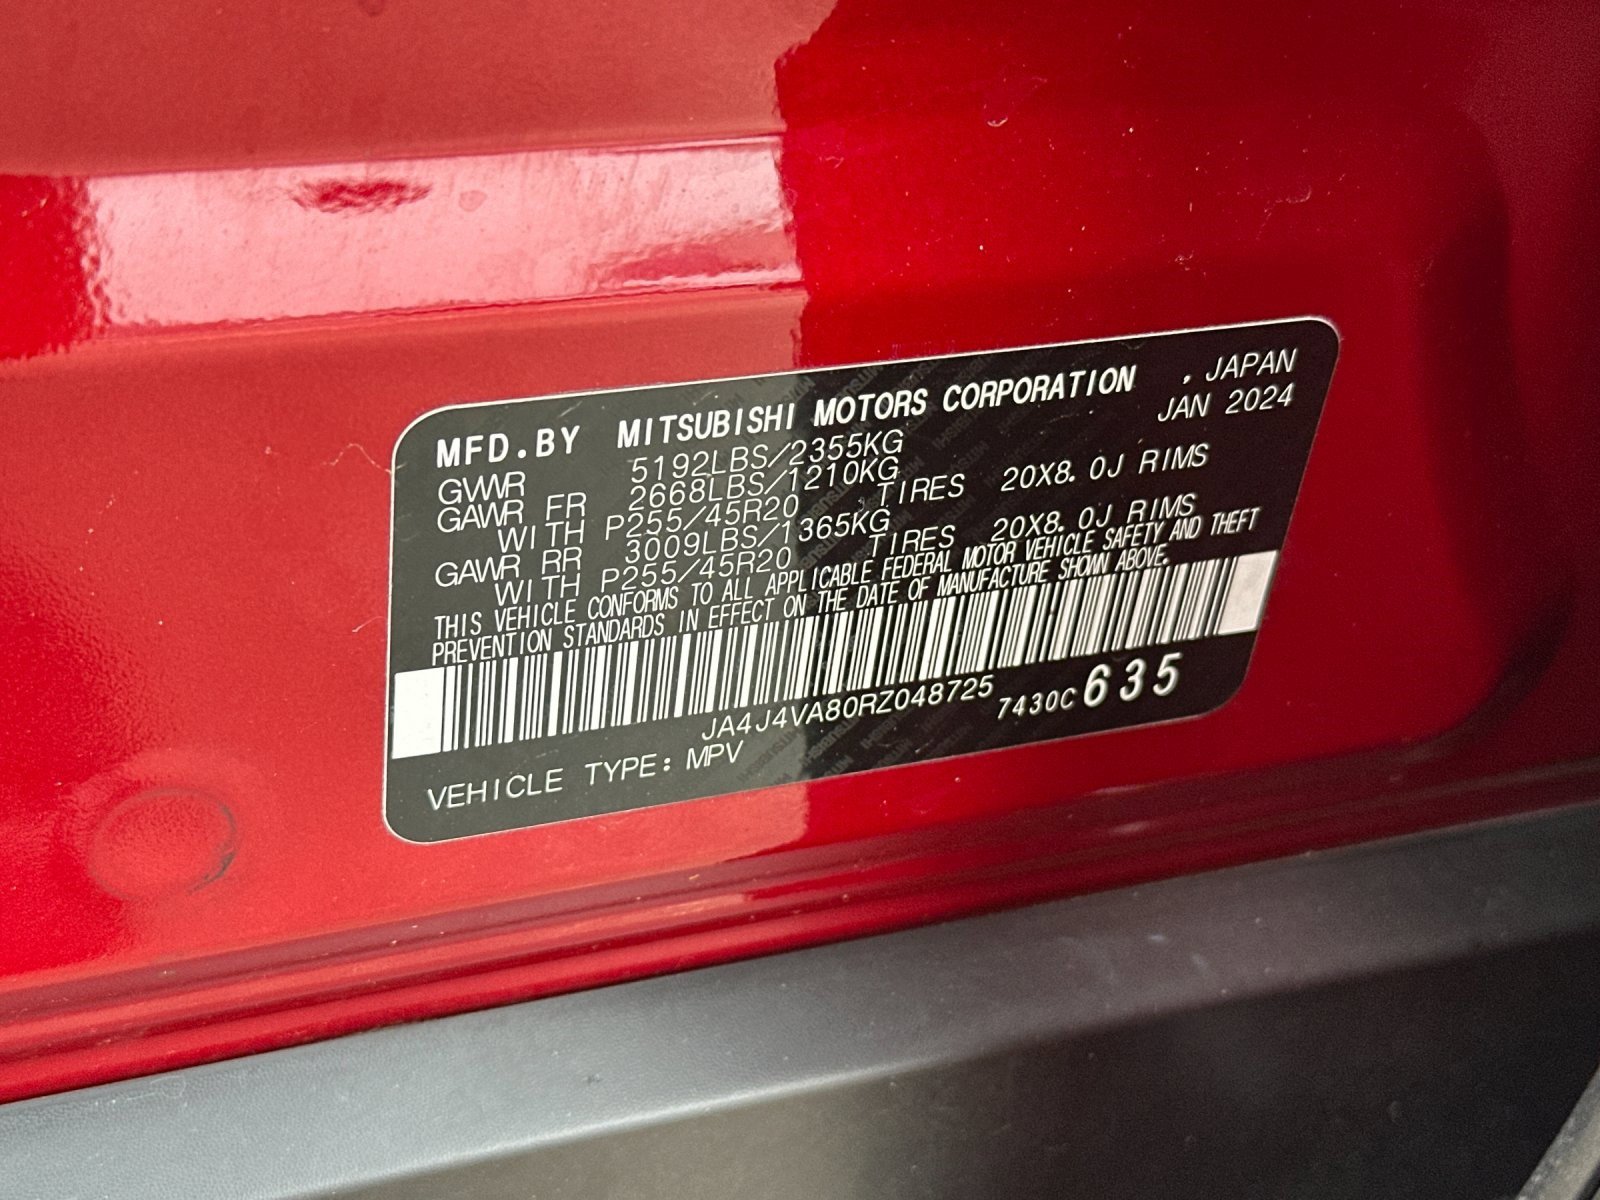 MFD.BY MITSUBISHI MOTORS CORPORATION , JAPAN
GVWR 5192LBS/2355KG JAN 2024
GAWR FR 2668LBS/1210KG
WITH P255/45R20 TIRES 20X8.0J RIMS
GAWR RR 3009LBS/1365KG
WITH P255/45R20 TIRES 20X8.0J RIMS
THIS VEHICLE CONFORMS TO ALL APPLICABLE FEDERAL MOTOR VEHICLE SAFETY AND THEFT
PREVENTION STANDARDS IN EFFECT ON THE DATE OF MANUFACTURE SHOWN ABOVE.
JA4J4VA80RZ048725 7430C 635
VEHICLE TYPE: MPV